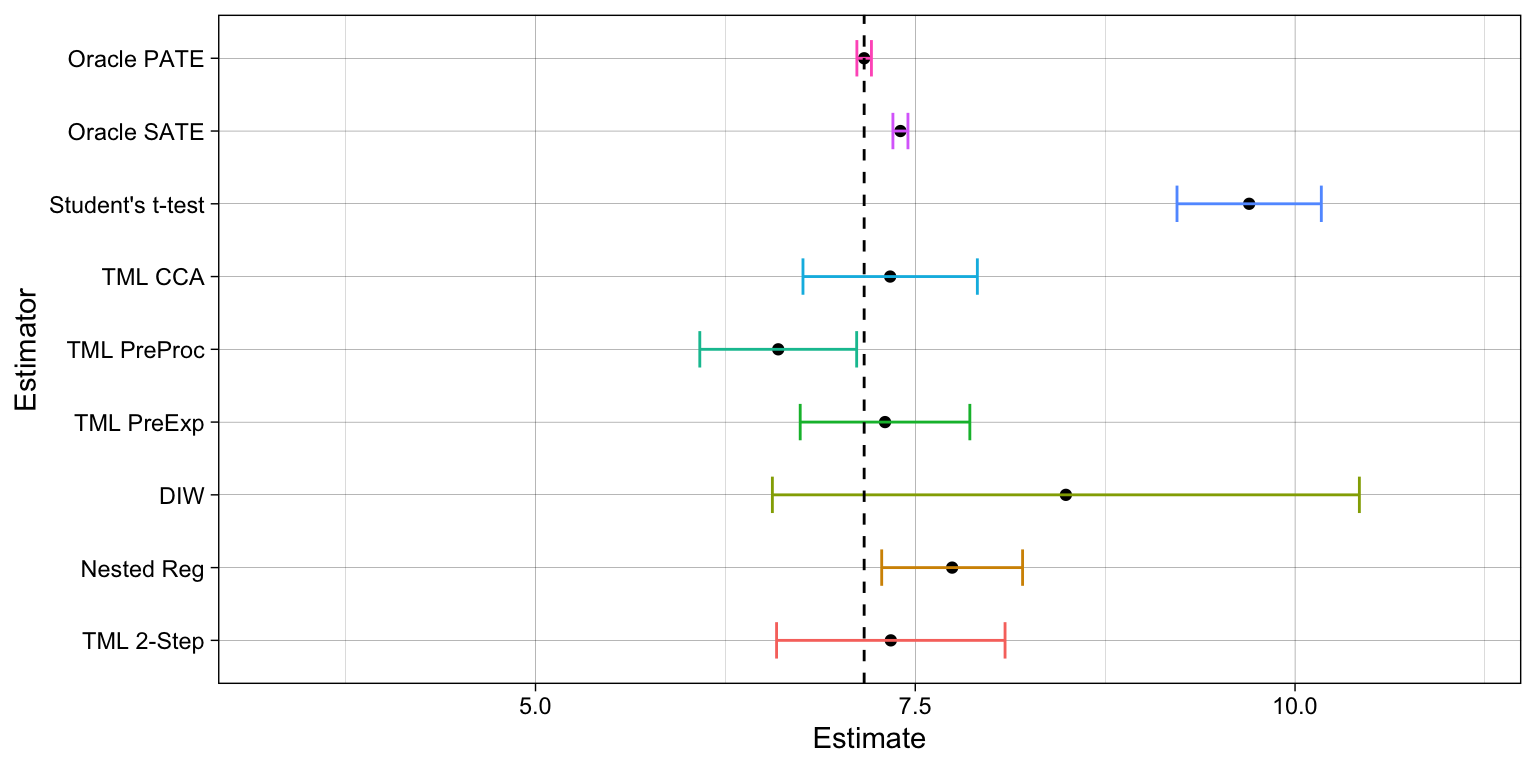 Estimator
Oracle PATE
Oracle SATE
Student's t-test
TML CCA
TML PreProc
TML PreExp
DIW
Nested Reg
TML 2-Step
5.0 7.5 10.0
Estimate